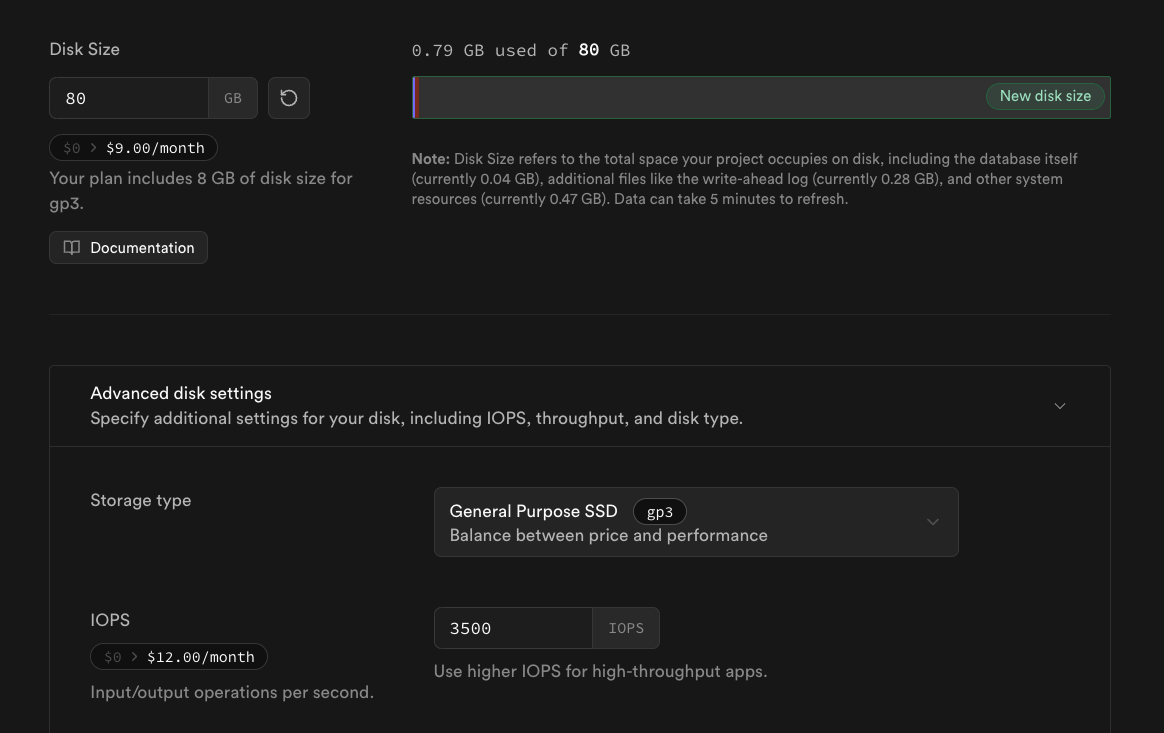 Disk Size
0.79 GB used of 80 GB
80 GB
New disk size
$0 > $9.00/month
Your plan includes 8 GB of disk size for
gp3.
Note: Disk Size refers to the total space your project occupies on disk, including the database itself
(currently 0.04 GB), additional files like the write-ahead log (currently 0.28 GB), and other system
resources (currently 0.47 GB). Data can take 5 minutes to refresh.
Documentation
Advanced disk settings
Specify additional settings for your disk, including IOPS, throughput, and disk type.
Storage type
General Purpose SSD gp3
Balance between price and performance
IOPS
3500 IOPS
$0 > $12.00/month
Use higher IOPS for high-throughput apps.
Input/output operations per second.